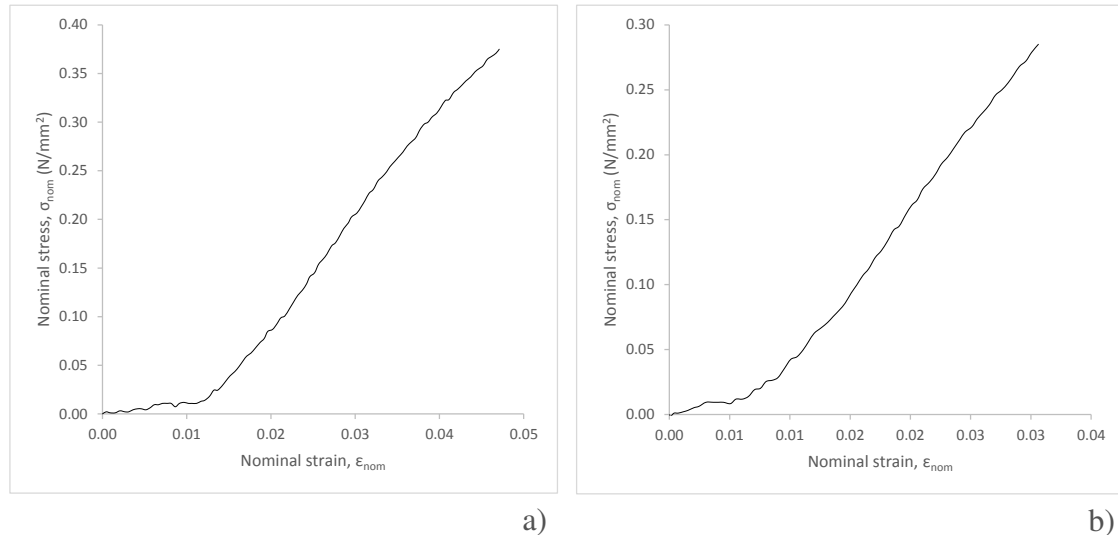 0.40
0.35
0.30
0.25
0.20
0.15
0.10
0.05
0.00
Nominal stress, σnom (N/mm²)
0.00 0.01 0.02 0.03 0.04 0.05
Nominal strain, εnom
a)
0.30
0.25
0.20
0.15
0.10
0.05
0.00
Nominal stress, σnom (N/mm²)
0.00 0.01 0.01 0.02 0.02 0.03 0.03 0.04
Nominal strain, εnom
b)